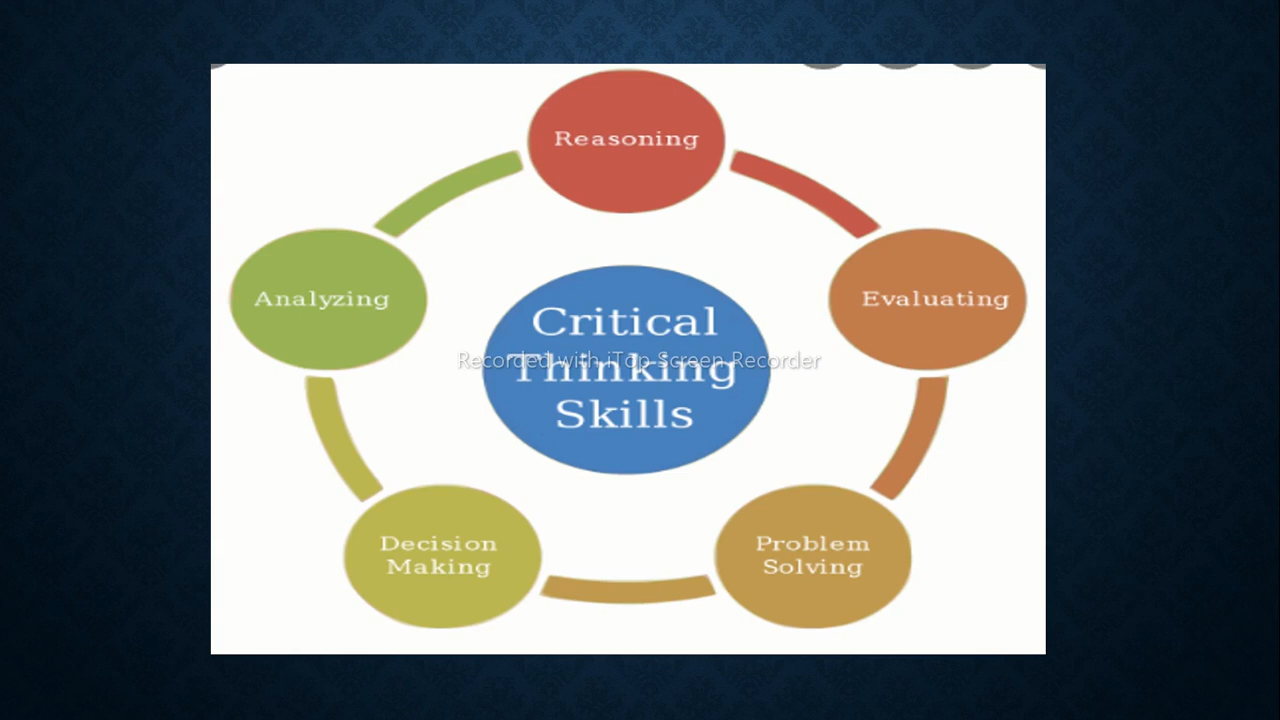 Reasoning
Analyzing
Evaluating
Critical
Thinking
Skills
Recorded with iTop Screen Recorder
Decision
Making
Problem
Solving